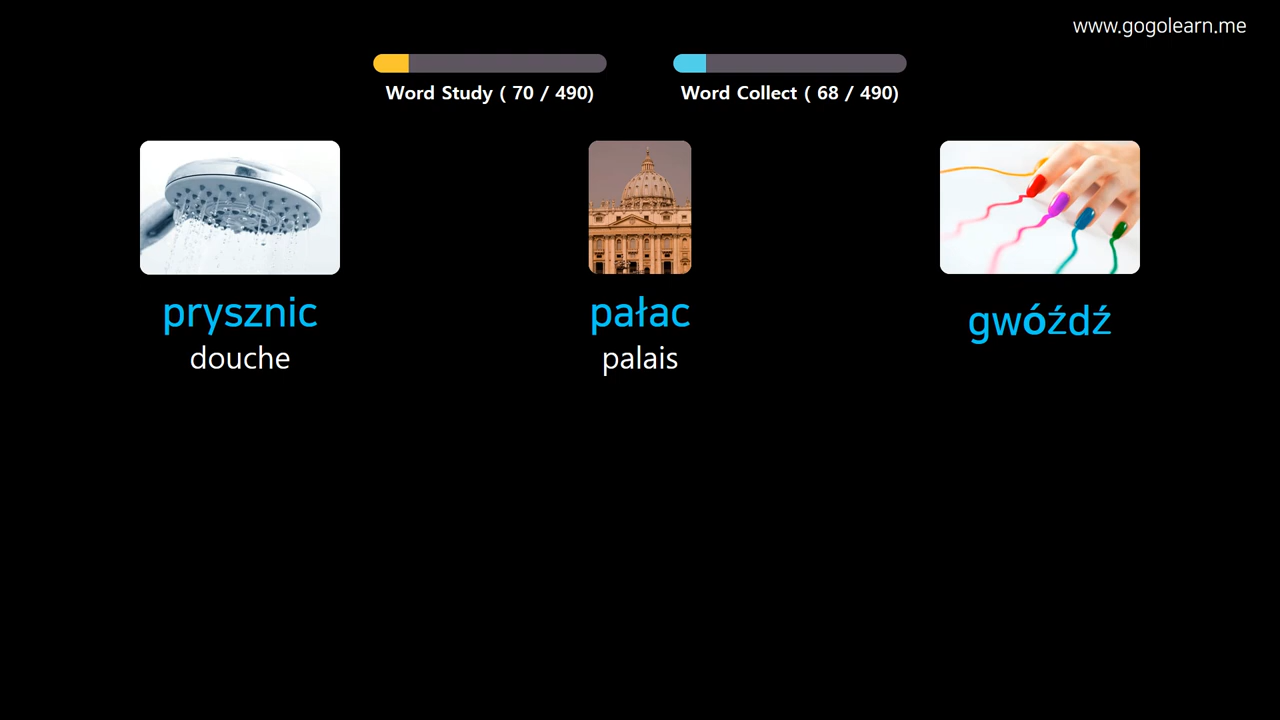 www.gogolearn.me
Word Study ( 70 / 490)
Word Collect ( 68 / 490)
prysznic
douche
pałac
palais
gwóźdź